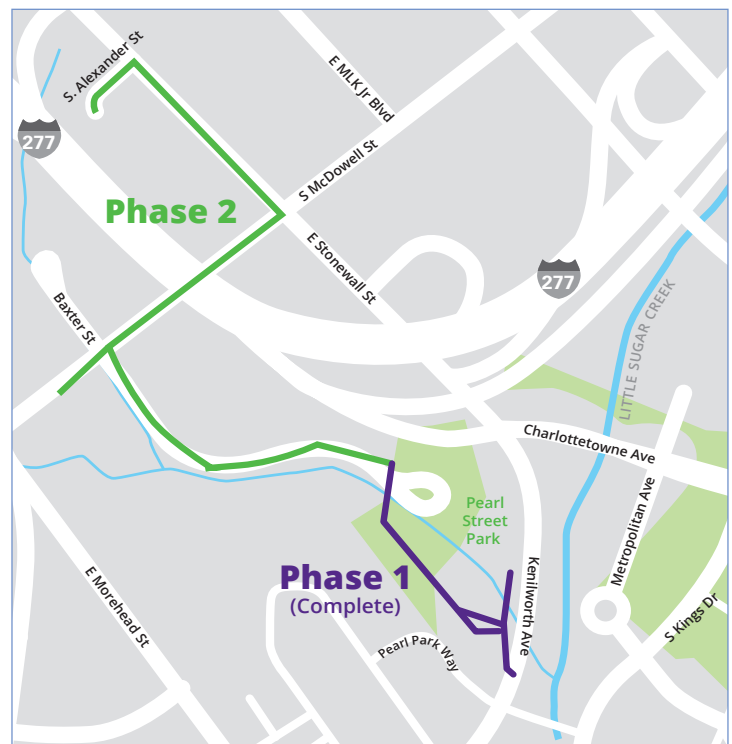 S. Alexander St
E MLK Jr Blvd
277
S McDowell St
Phase 2
E Stonewall St
277
Baxter St
LITTLE SUGAR CREEK
Charlottetowne Ave
Metropolitan Ave
Pearl
Street
Park
Phase 1
(Complete)
Kenilworth Ave
E Morehead St
Pearl Park Way
S Kings Dr